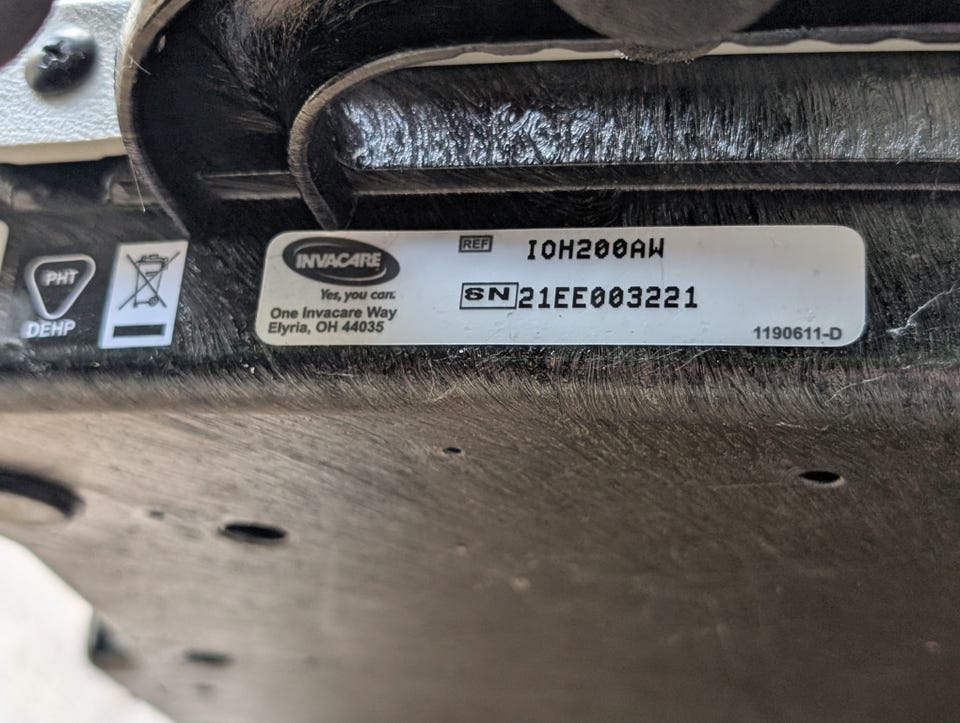 PHT
DEHP
INVACARE
Yes, you can.
One Invacare Way
Elyria, OH 44035
REF IOH200AW
SN 21EE003221
1190611-D